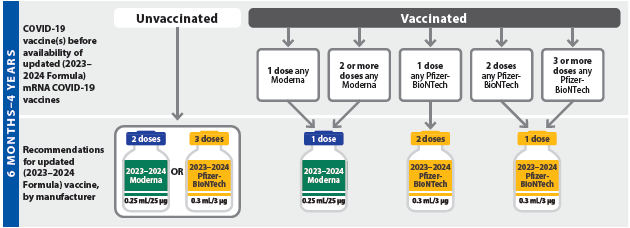 6 MONTHS–4 YEARS
COVID-19
vaccine(s) before
availability of
updated (2023–
2024 Formula)
mRNA COVID-19
vaccines
Unvaccinated
Vaccinated
1 dose any
Moderna
2 or more
doses any
Moderna
1 dose
any Pfizer-
BioNTech
2 doses
any Pfizer-
BioNTech
3 or more
doses any
Pfizer-
BioNTech
Recommendations
for updated
(2023–2024
Formula) vaccine,
by manufacturer
2 doses
2023–2024
Moderna
0.25 mL/25 µg
OR
3 doses
2023–2024
Pfizer-
BioNTech
0.3 mL/3 µg
1 dose
2023–2024
Moderna
0.25 mL/25 µg
2 doses
2023–2024
Pfizer-
BioNTech
0.3 mL/3 µg
1 dose
2023–2024
Pfizer-
BioNTech
0.3 mL/3 µg